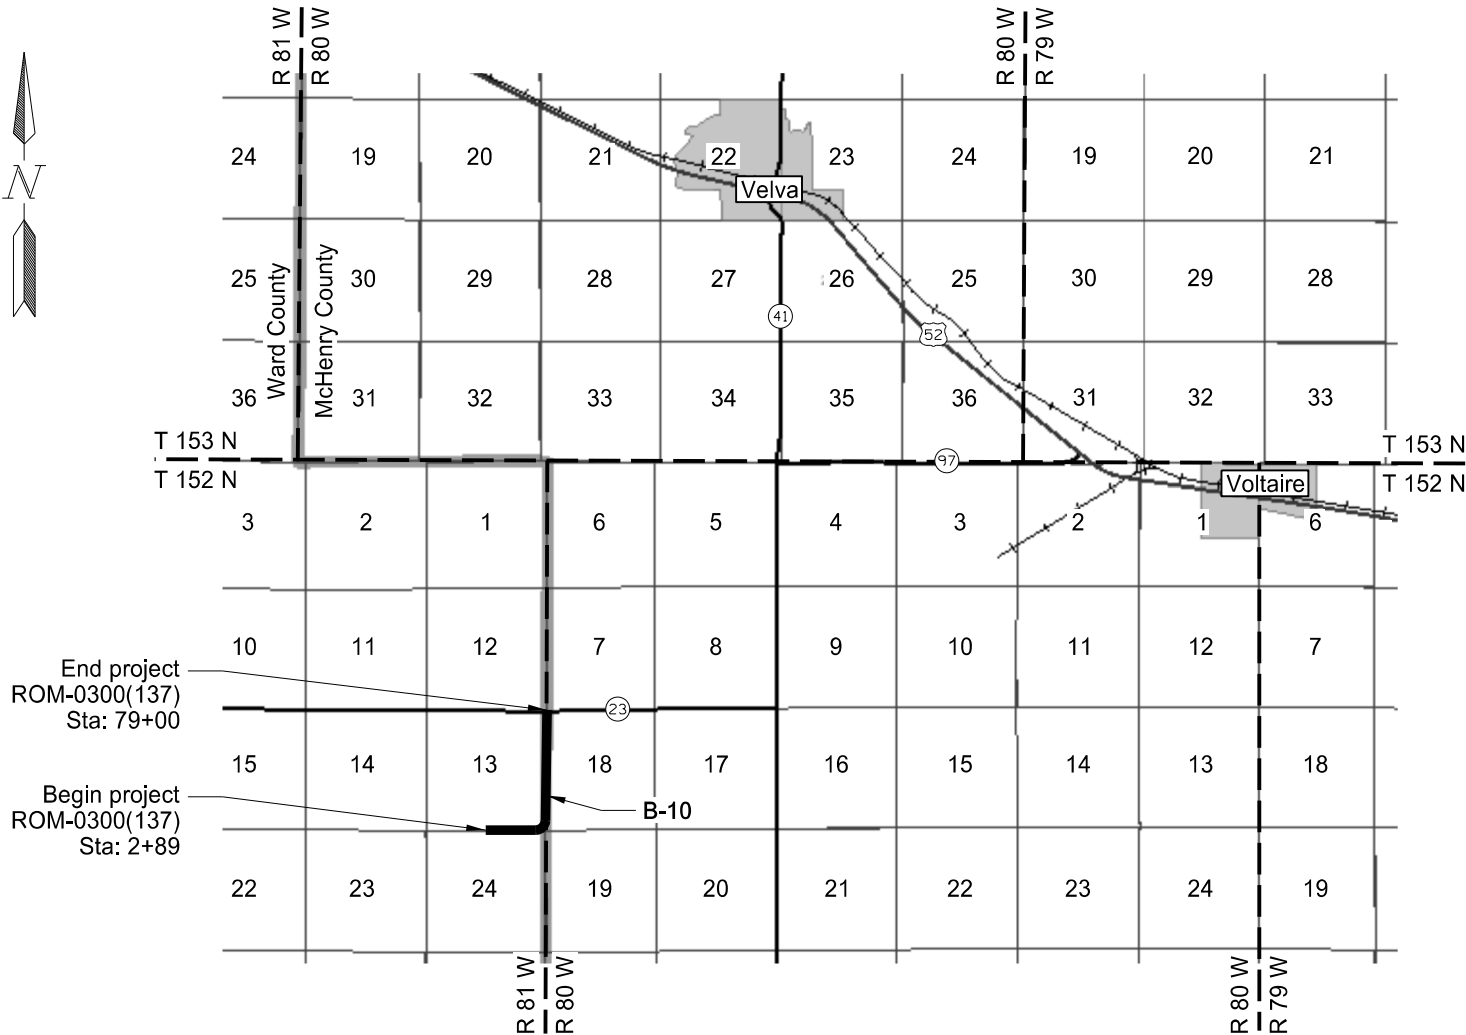 R 81 W
R 80 W
R 80 W
R 79 W
N
24 19 20 21 22 23 24 19 20 21
Velva
25 30 29 28 27 26 25 30 29 28
Ward County
McHenry County
41
52
36 31 32 33 34 35 36 31 32 33
T 153 N
T 153 N
97
T 152 N
T 152 N
Voltaire
3 2 1 6 5 4 3 2 1 6
10 11 12 7 8 9 10 11 12 7
End project
ROM-0300(137)
Sta: 79+00
23
15 14 13 18 17 16 15 14 13 18
Begin project
ROM-0300(137)
Sta: 2+89
B-10
22 23 24 19 20 21 22 23 24 19
R 81 W
R 80 W
R 80 W
R 79 W